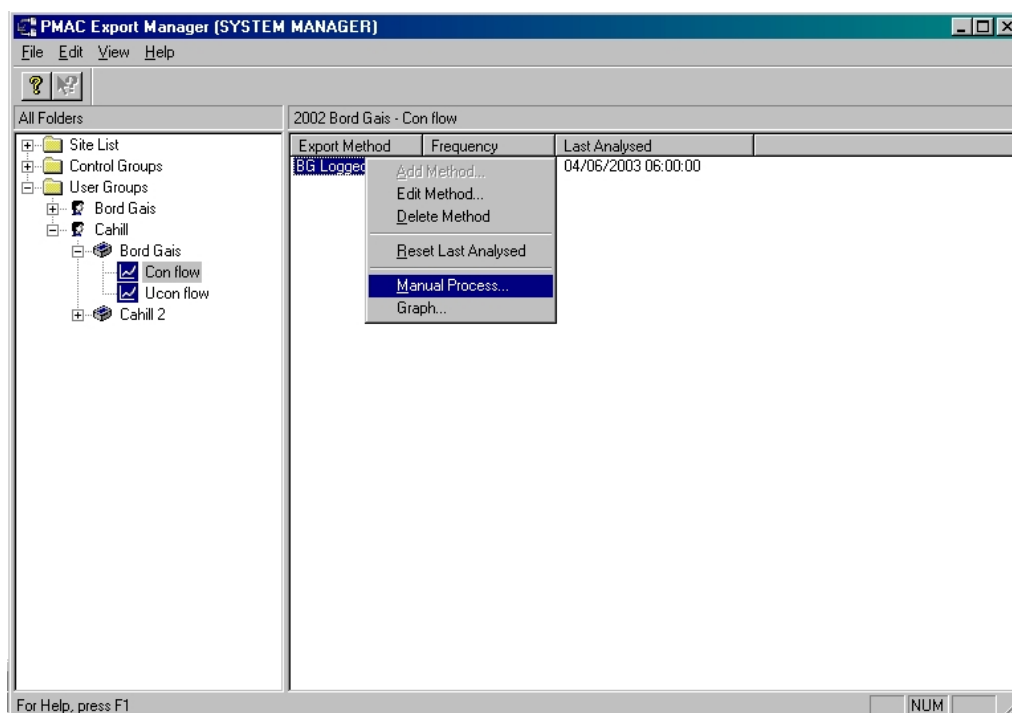 PMAC Export Manager (SYSTEM MANAGER)
File Edit View Help
All Folders
2002 Bord Gais - Con flow
Site List
Control Groups
User Groups
Bord Gais
Cahill
Bord Gais
Con flow
Ucon flow
Cahill 2
Export Method Frequency Last Analysed
BG Logged 04/06/2003 06:00:00
Add Method...
Edit Method...
Delete Method
Reset Last Analysed
Manual Process...
Graph...
For Help, press F1 NUM